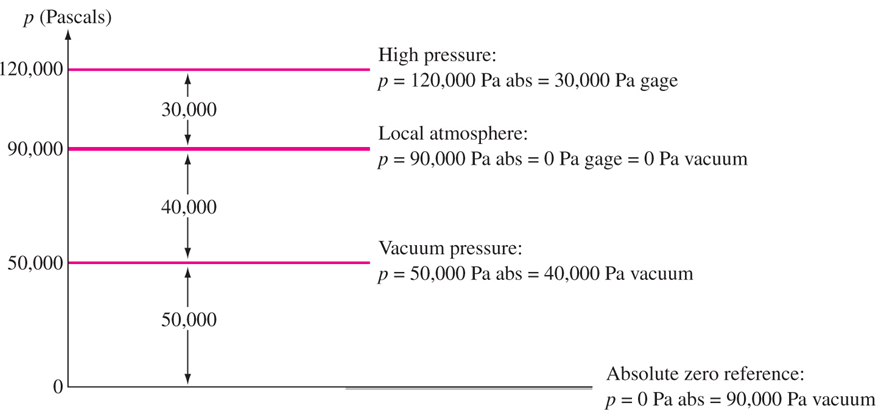 p (Pascals)
120,000
High pressure:
p = 120,000 Pa abs = 30,000 Pa gage
30,000
Local atmosphere:
90,000
p = 90,000 Pa abs = 0 Pa gage = 0 Pa vacuum
40,000
Vacuum pressure:
50,000
p = 50,000 Pa abs = 40,000 Pa vacuum
50,000
Absolute zero reference:
0
p = 0 Pa abs = 90,000 Pa vacuum